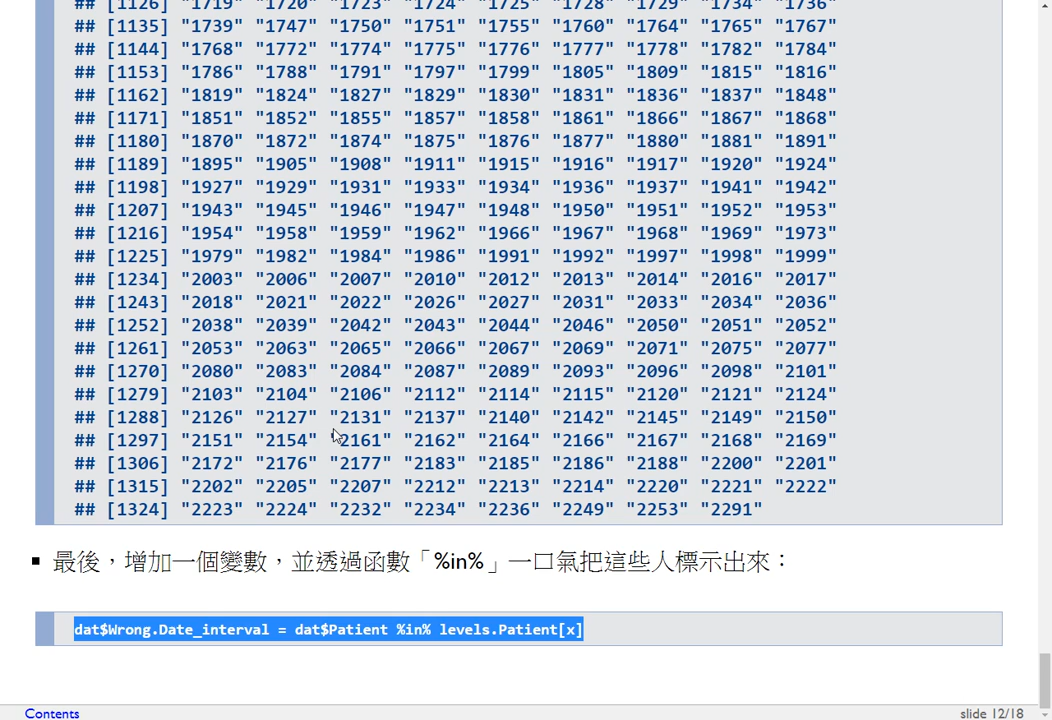 ## [1126] "1719" "1720" "1723" "1724" "1725" "1728" "1729" "1734" "1736"
## [1135] "1739" "1747" "1750" "1751" "1755" "1760" "1764" "1765" "1767"
## [1144] "1768" "1772" "1774" "1775" "1776" "1777" "1778" "1782" "1784"
## [1153] "1786" "1788" "1791" "1797" "1799" "1805" "1809" "1815" "1816"
## [1162] "1819" "1824" "1827" "1829" "1830" "1831" "1836" "1837" "1848"
## [1171] "1851" "1852" "1855" "1857" "1858" "1861" "1866" "1867" "1868"
## [1180] "1870" "1872" "1874" "1875" "1876" "1877" "1880" "1881" "1891"
## [1189] "1895" "1905" "1908" "1911" "1915" "1916" "1917" "1920" "1924"
## [1198] "1927" "1929" "1931" "1933" "1934" "1936" "1937" "1941" "1942"
## [1207] "1943" "1945" "1946" "1947" "1948" "1950" "1951" "1952" "1953"
## [1216] "1954" "1958" "1959" "1962" "1966" "1967" "1968" "1969" "1973"
## [1225] "1979" "1982" "1984" "1986" "1991" "1992" "1997" "1998" "1999"
## [1234] "2003" "2006" "2007" "2010" "2012" "2013" "2014" "2016" "2017"
## [1243] "2018" "2021" "2022" "2026" "2027" "2031" "2033" "2034" "2036"
## [1252] "2038" "2039" "2042" "2043" "2044" "2046" "2050" "2051" "2052"
## [1261] "2053" "2063" "2065" "2066" "2067" "2069" "2071" "2075" "2077"
## [1270] "2080" "2083" "2084" "2087" "2089" "2093" "2096" "2098" "2101"
## [1279] "2103" "2104" "2106" "2112" "2114" "2115" "2120" "2121" "2124"
## [1288] "2126" "2127" "2131" "2137" "2140" "2142" "2145" "2149" "2150"
## [1297] "2151" "2154" "2161" "2162" "2164" "2166" "2167" "2168" "2169"
## [1306] "2172" "2176" "2177" "2183" "2185" "2186" "2188" "2200" "2201"
## [1315] "2202" "2205" "2207" "2212" "2213" "2214" "2220" "2221" "2222"
## [1324] "2223" "2224" "2232" "2234" "2236" "2249" "2253" "2291"
▪ 最後，增加一個變數，並透過函數「%in%」一口氣把這些人標示出來：
dat$Wrong.Date_interval = dat$Patient %in% levels.Patient[x]
Contents
slide 12/18